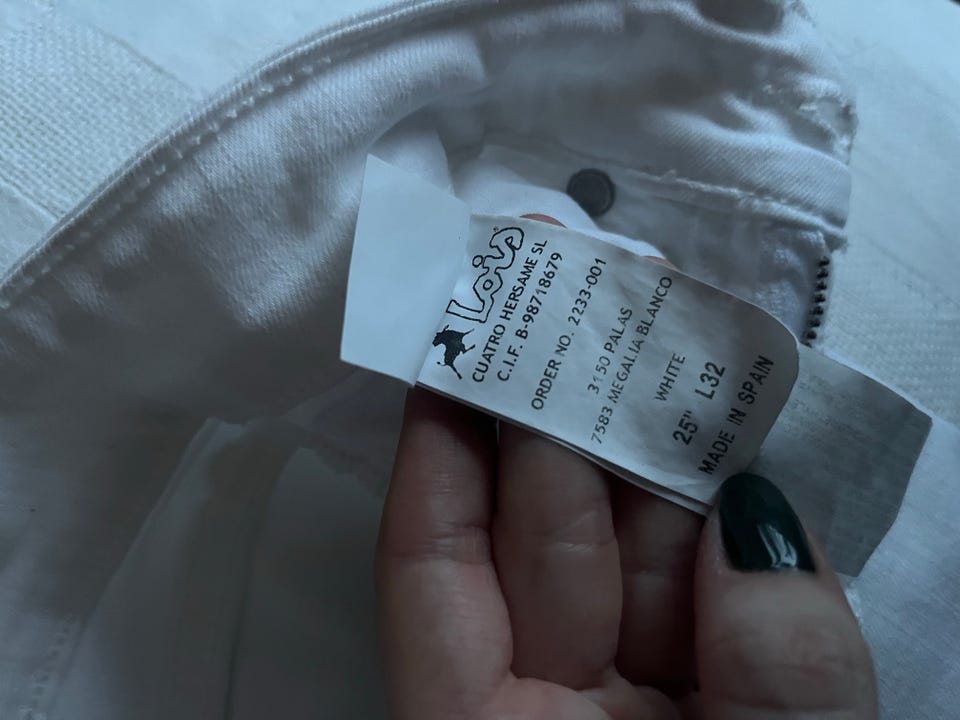 Lois
CUATRO HERSAME SL
C.I.F. B-98718679
ORDER NO. 2233-001
3150 PALAS
7583 MEGALIA BLANCO
WHITE
25" L32
MADE IN SPAIN